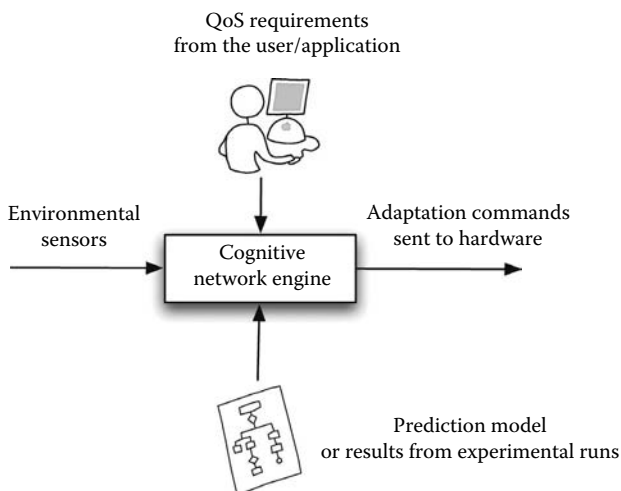 QoS requirements
from the user/application
Environmental
sensors
Cognitive
network engine
Adaptation commands
sent to hardware
Prediction model
or results from experimental runs